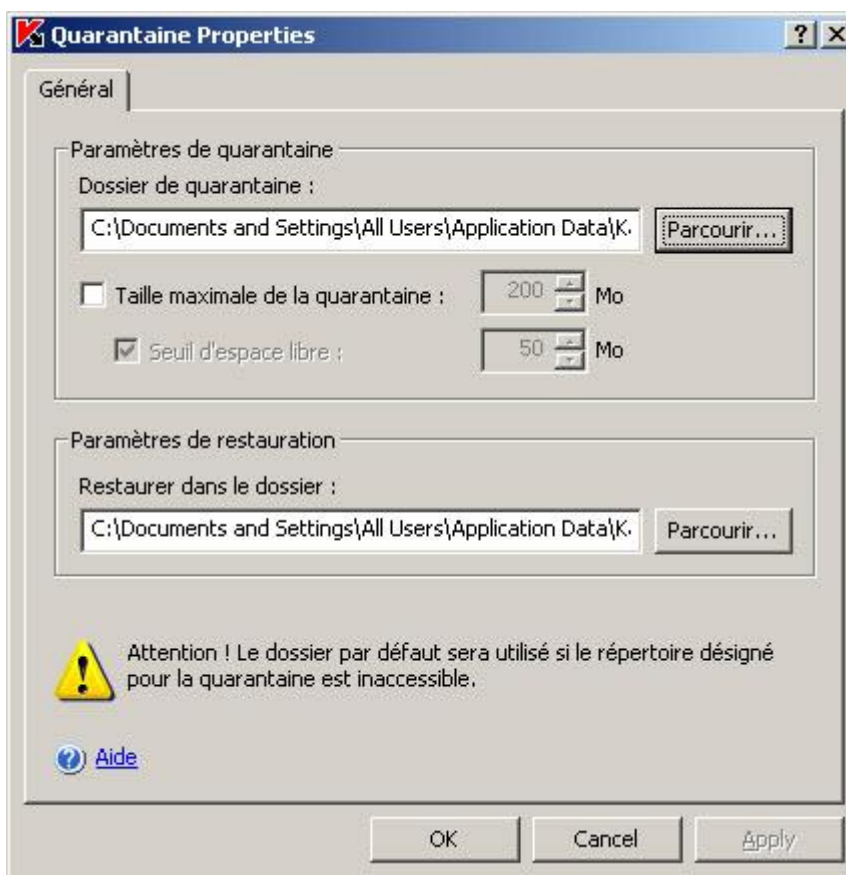 Quarantaine Properties
Général
Paramètres de quarantaine
Dossier de quarantaine :
C:\Documents and Settings\All Users\Application Data\K
Parcourir...
Taille maximale de la quarantaine :
200
Mo
Seuil d'espace libre :
50
Mo
Paramètres de restauration
Restaurer dans le dossier :
C:\Documents and Settings\All Users\Application Data\K
Parcourir...
Attention ! Le dossier par défaut sera utilisé si le répertoire désigné
pour la quarantaine est inaccessible.
Aide
OK
Cancel
Apply